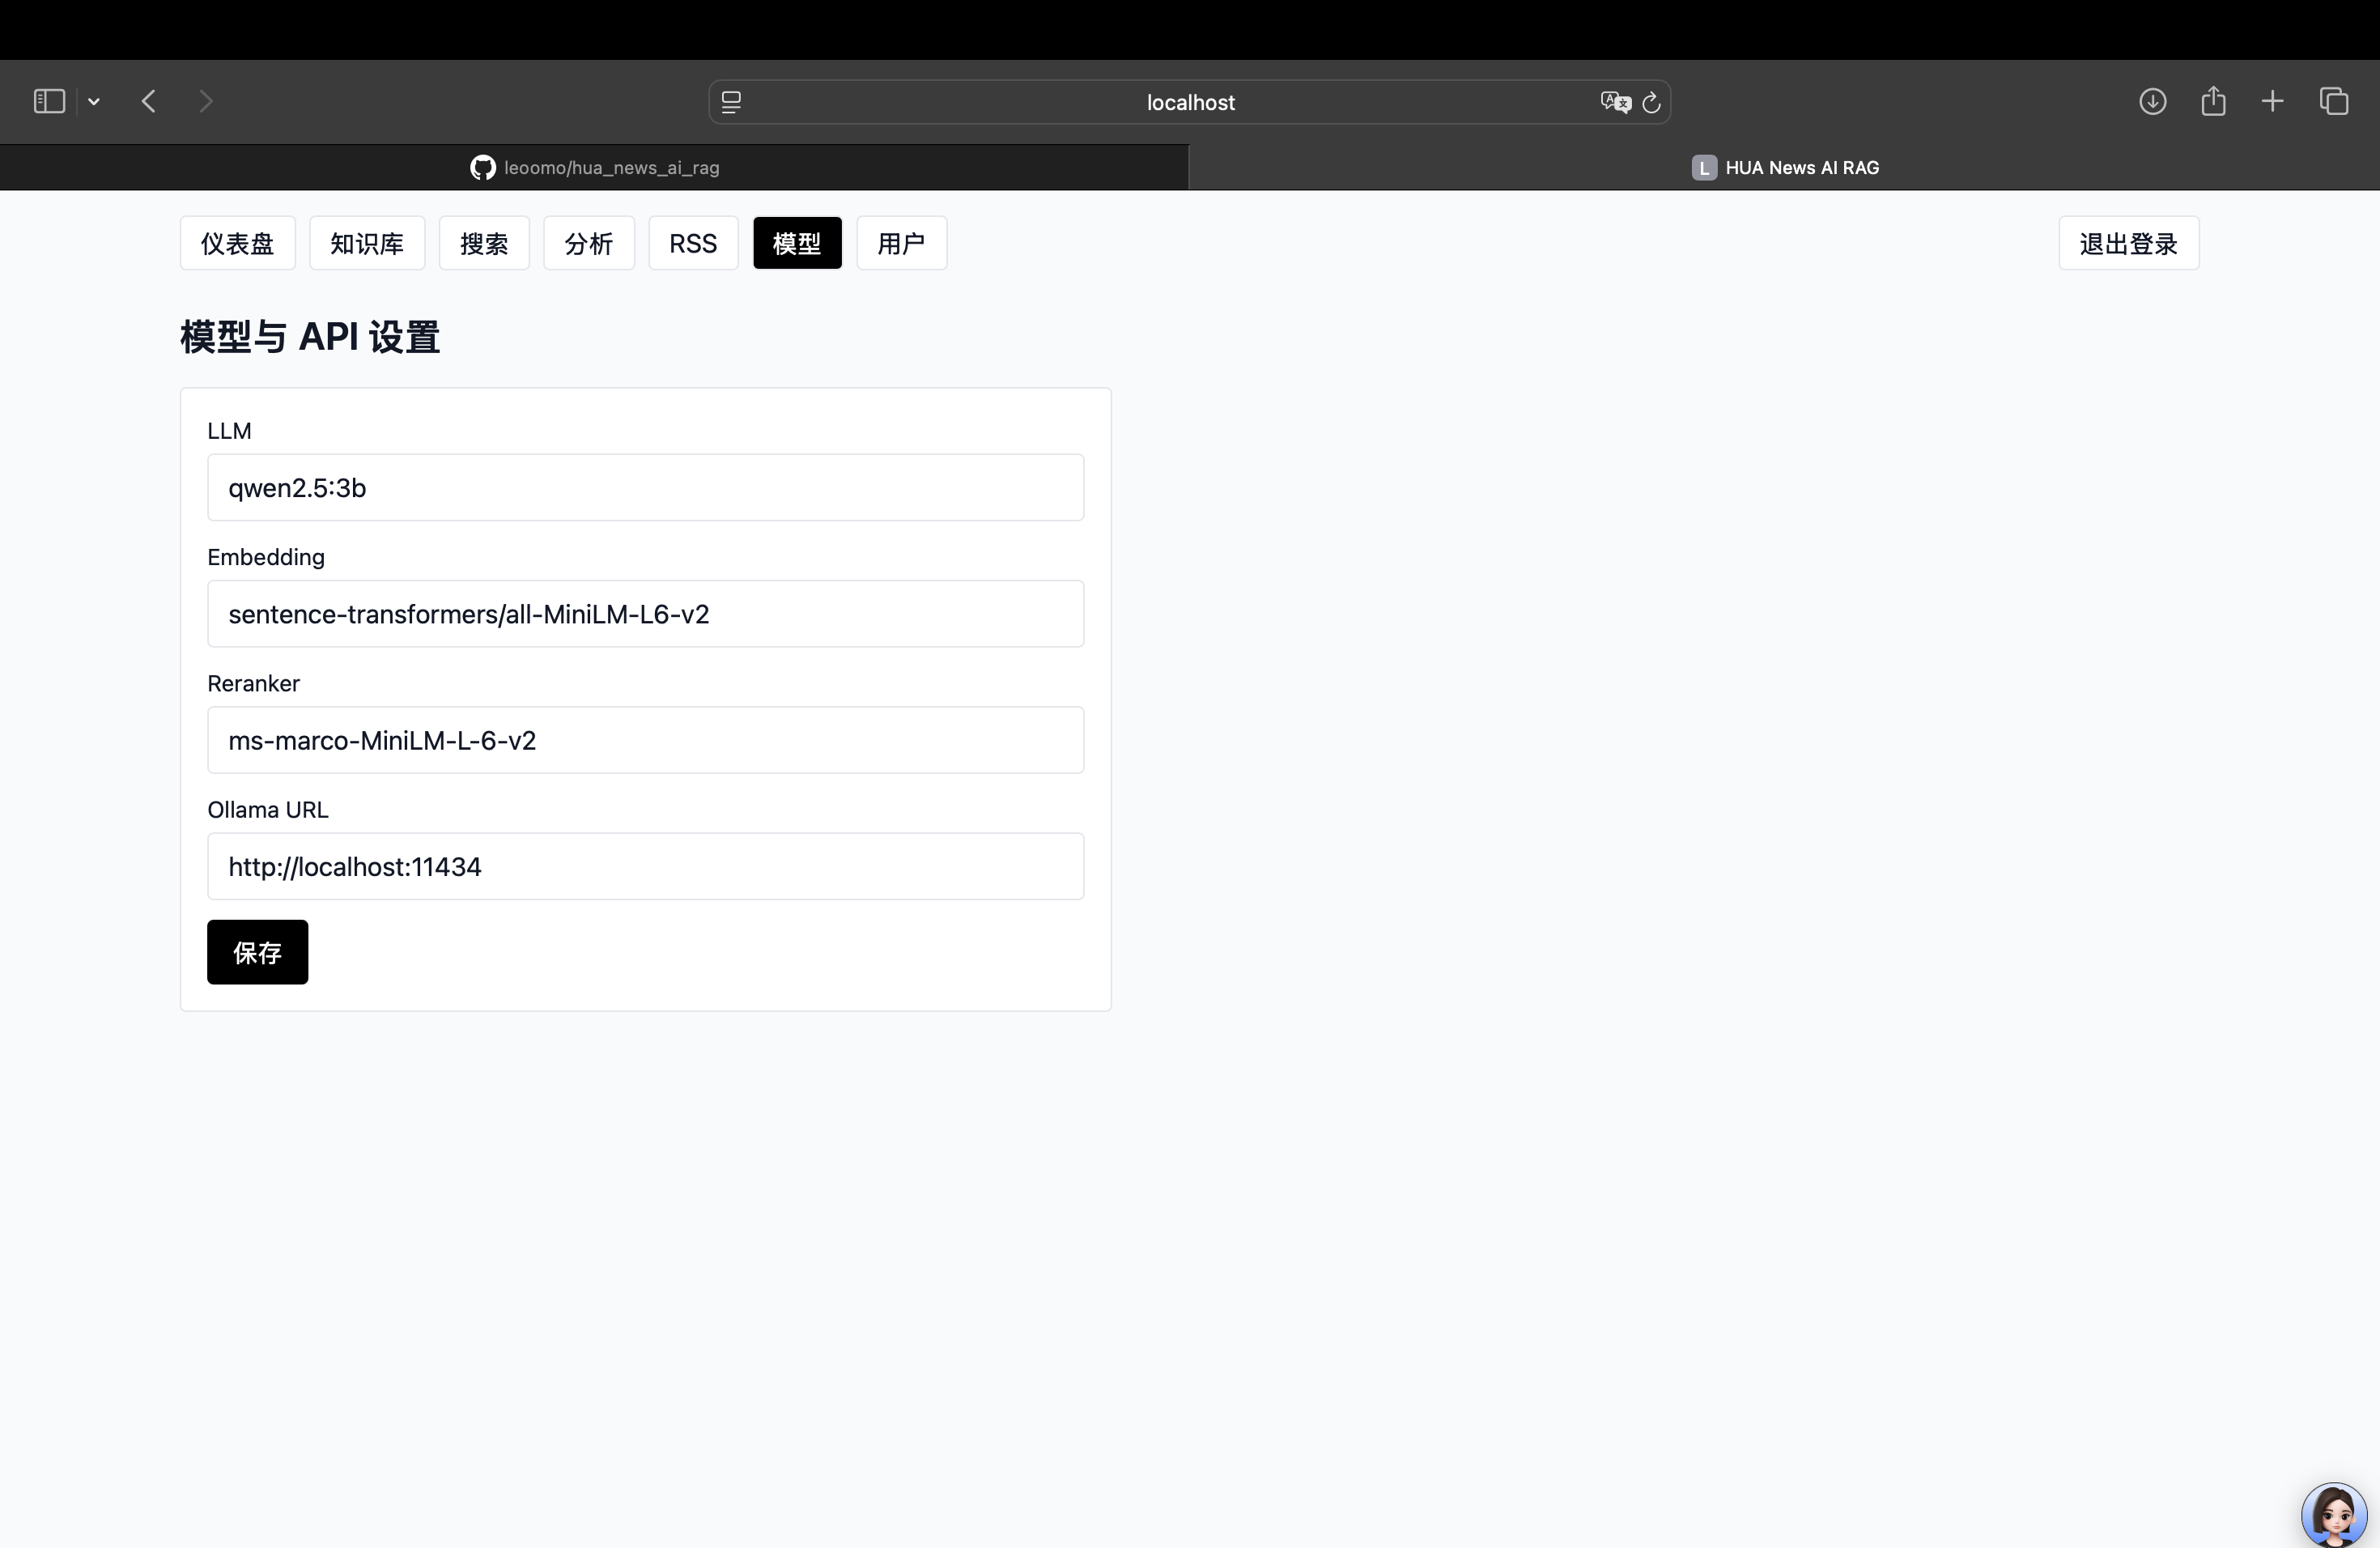 localhost
leoomo/hua_news_ai_rag
L HUA News AI RAG
仪表盘 知识库 搜索 分析 RSS 模型 用户 退出登录
模型与 API 设置
LLM
qwen2.5:3b
Embedding
sentence-transformers/all-MiniLM-L6-v2
Reranker
ms-marco-MiniLM-L-6-v2
Ollama URL
http://localhost:11434
保存